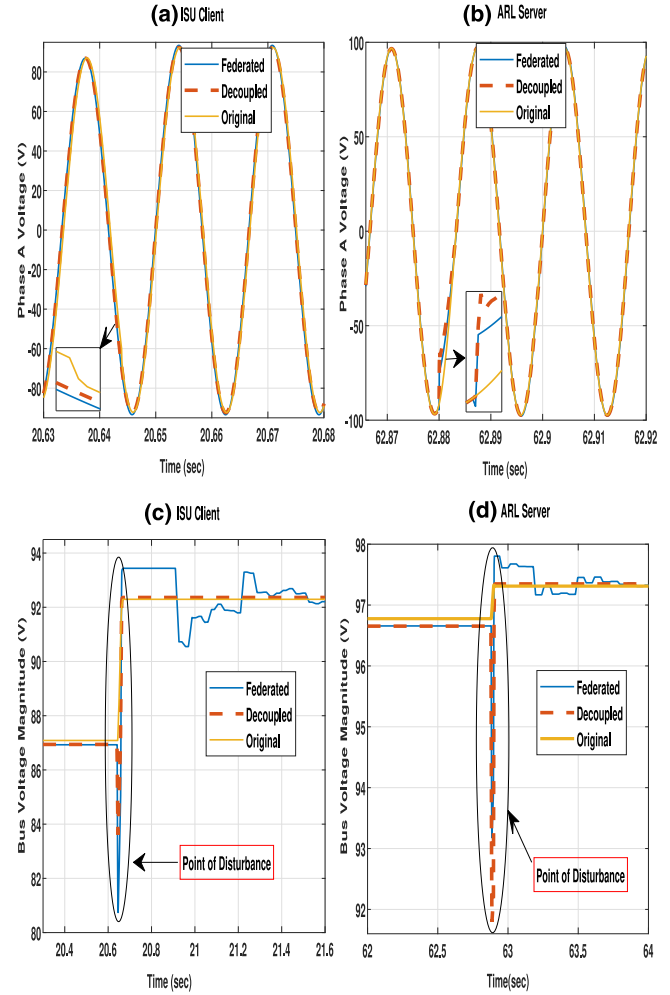 (a) ISU Client
Phase A Voltage (V)
80
60
40
20
0
-20
-40
-60
-80
Federated
Decoupled
Original
20.63
20.64
20.65
20.66
20.67
20.68
Time (sec)
(b) ARL Server
Phase A Voltage (V)
100
50
0
-50
-100
Federated
Decoupled
Original
62.87
62.88
62.89
62.9
62.91
62.92
Time (sec)
(c) ISU Client
Bus Voltage Magnitude (V)
94
92
90
88
86
84
82
80
Federated
Decoupled
Original
Point of Disturbance
20.4
20.6
20.8
21
21.2
21.4
21.6
Time (sec)
(d) ARL Server
Bus Voltage Magnitude (V)
98
97
96
95
94
93
92
Federated
Decoupled
Original
Point of Disturbance
62
62.5
63
63.5
64
Time(sec)